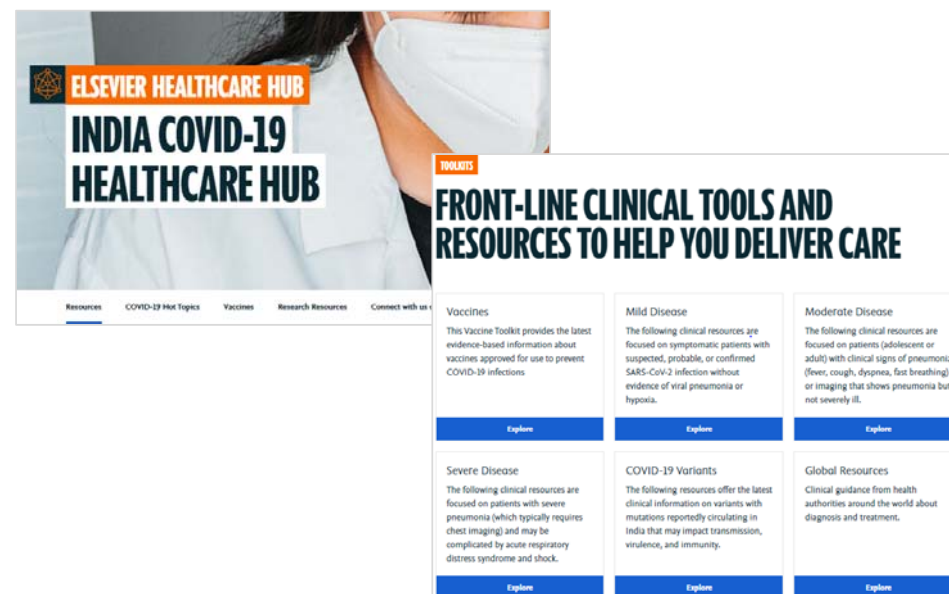 ELSEVIER HEALTHCARE HUB
INDIA COVID-19
HEALTHCARE HUB
Resources COVID-19 Hot Topics Vaccines Research Resources Connect with us
TOOLKITS
FRONT-LINE CLINICAL TOOLS AND
RESOURCES TO HELP YOU DELIVER CARE
Vaccines
This Vaccine Toolkit provides the latest
evidence-based information about
vaccines approved for use to prevent
COVID-19 infections
Explore
Mild Disease
The following clinical resources are
focused on symptomatic patients with
suspected, probable, or confirmed
SARS-CoV-2 infection without
evidence of viral pneumonia or
hypoxia.
Explore
Moderate Disease
The following clinical resources are
focused on patients (adolescent or
adult) with clinical signs of pneumonia
(fever, cough, dyspnea, fast breathing)
or imaging that shows pneumonia but
not severely ill.
Explore
Severe Disease
The following clinical resources are
focused on patients with severe
pneumonia (which typically requires
chest imaging) and may be
complicated by acute respiratory
distress syndrome and shock.
Explore
COVID-19 Variants
The following resources offer the latest
clinical information on variants with
mutations reportedly circulating in
India that may impact transmission,
virulence, and immunity.
Explore
Global Resources
Clinical guidance from health
authorities around the world about
diagnosis and treatment.
Explore